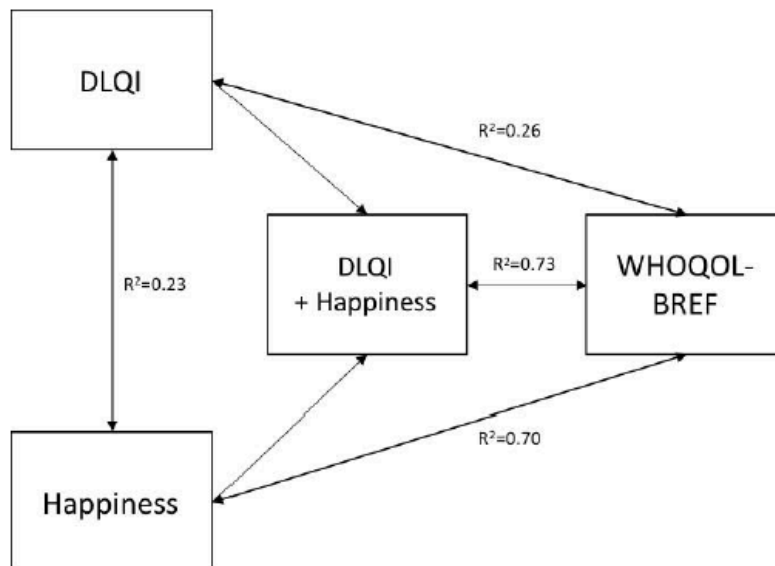 DLQI
R²=0.26
DLQI
+ Happiness
R²=0.73
WHOQOL-
BREF
R²=0.23
R²=0.70
Happiness